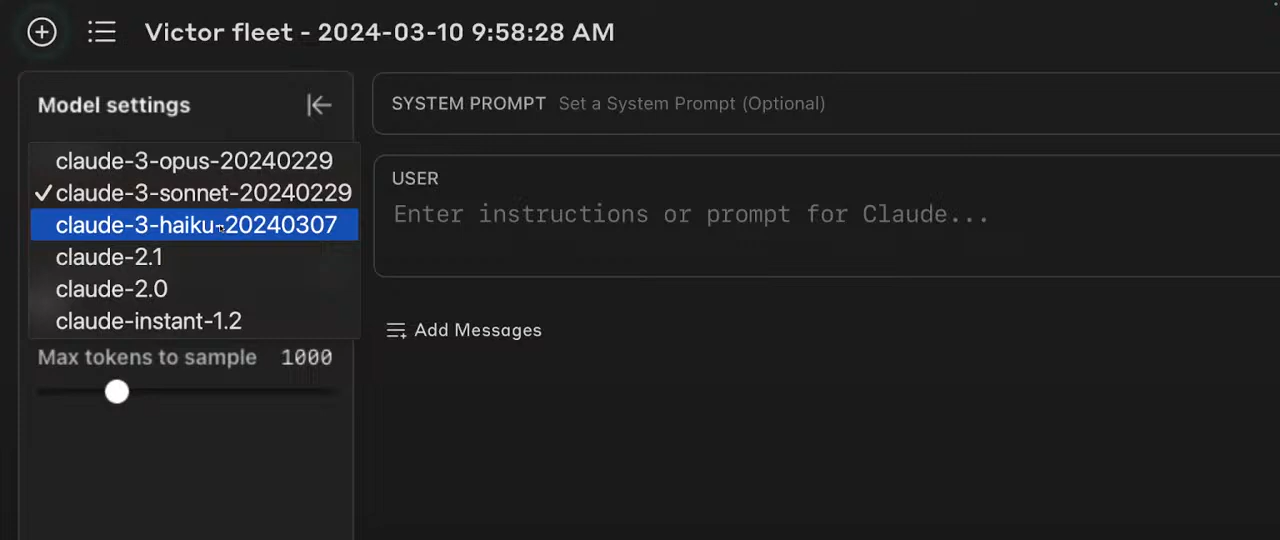 Victor fleet - 2024-03-10 9:58:28 AM
Model settings
claude-3-opus-20240229
✓ claude-3-sonnet-20240229
claude-3-haiku-20240307
claude-2.1
claude-2.0
claude-instant-1.2
Max tokens to sample 1000
SYSTEM PROMPT Set a System Prompt (Optional)
USER
Enter instructions or prompt for Claude...
Add Messages